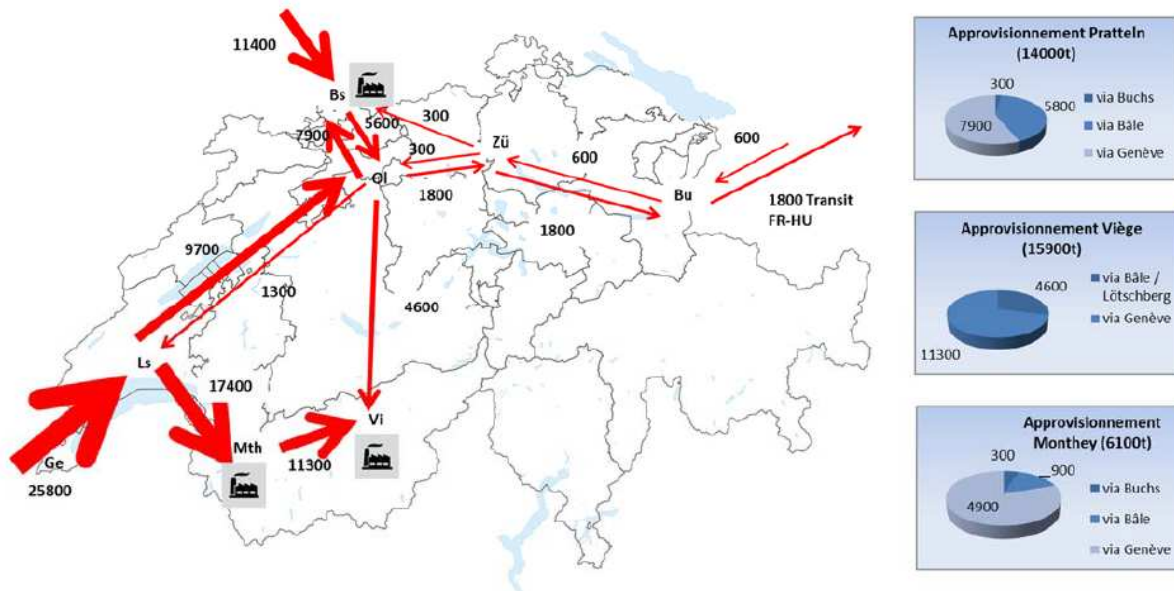 11400
Bs
7900
5600
300
300
Zü
600
600
Ol
1800
Bu
1800 Transit
FR-HU
1800
9700
1300
4600
Ls
17400
Vi
Mth
11300
Ge
25800
Approvisionnement Pratteln
(14000t)
300
5800
7900
via Buchs
via Bâle
via Genève
Approvisionnement Viège
(15900t)
4600
11300
via Bâle /
Lötschberg
via Genève
Approvisionnement
Monthey (6100t)
300
900
4900
via Buchs
via Bâle
via Genève